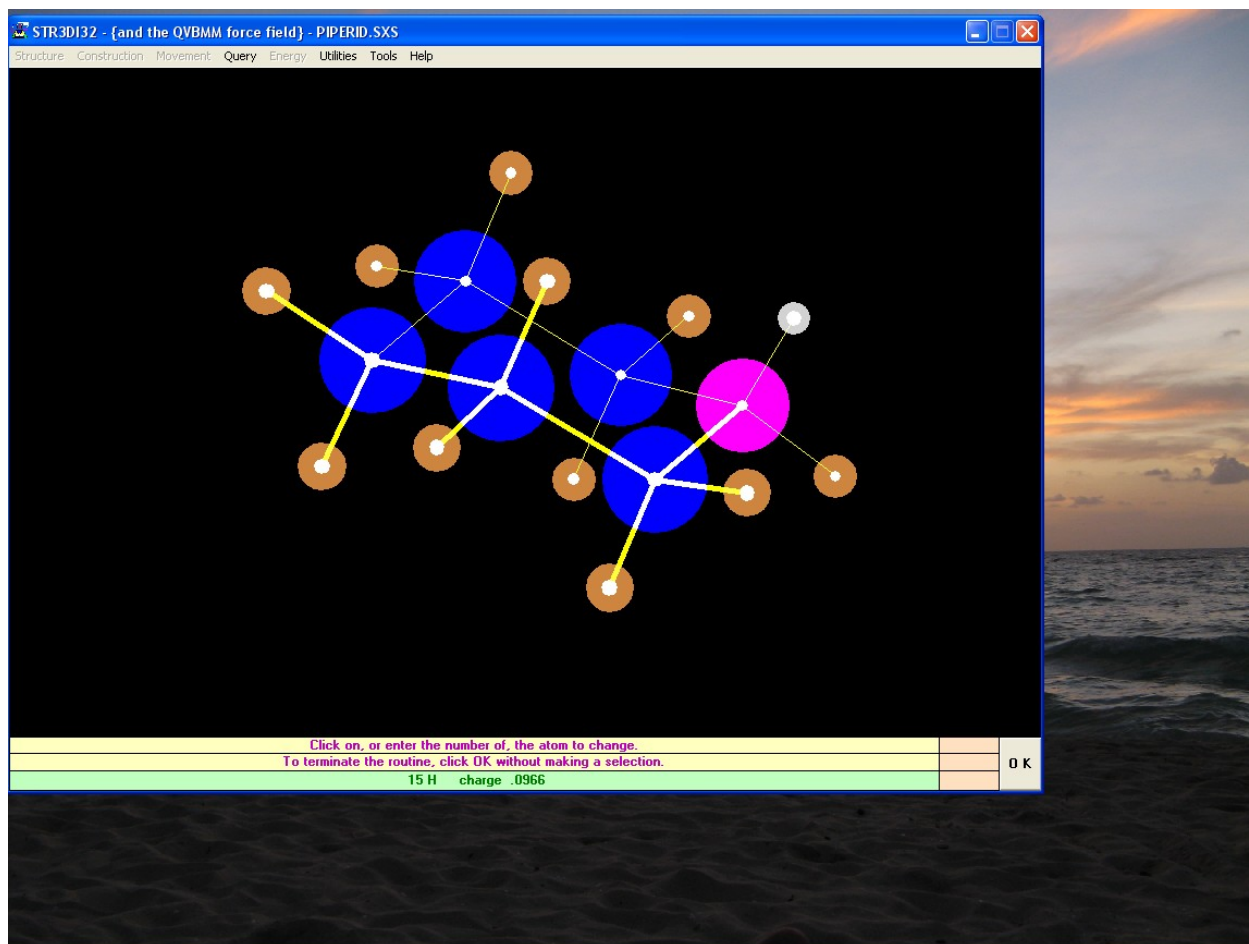 STR3DI32 - {and the QVBMM force field} - PIPERID.SXS
Structure Construction Movement Query Energy Utilities Tools Help
Click on, or enter the number of, the atom to change.
To terminate the routine, click OK without making a selection.
O K
15 H charge .0966